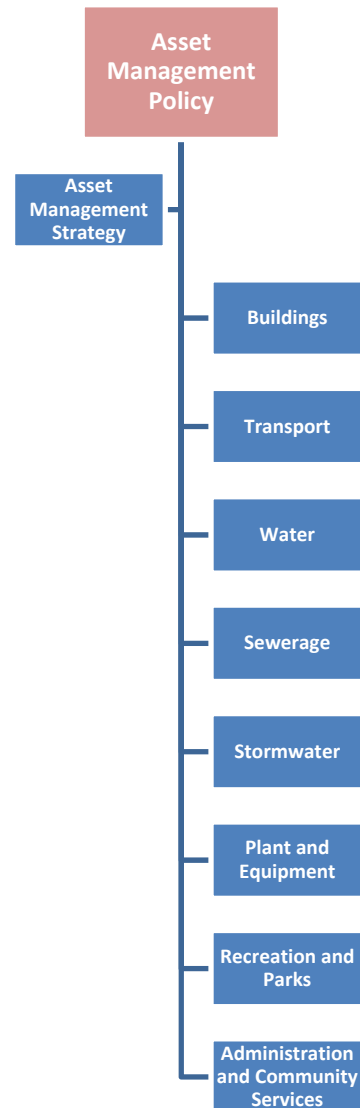 Asset
Management
Policy
Asset
Management
Strategy
Buildings
Transport
Water
Sewerage
Stormwater
Plant and
Equipment
Recreation and
Parks
Administration
and Community
Services